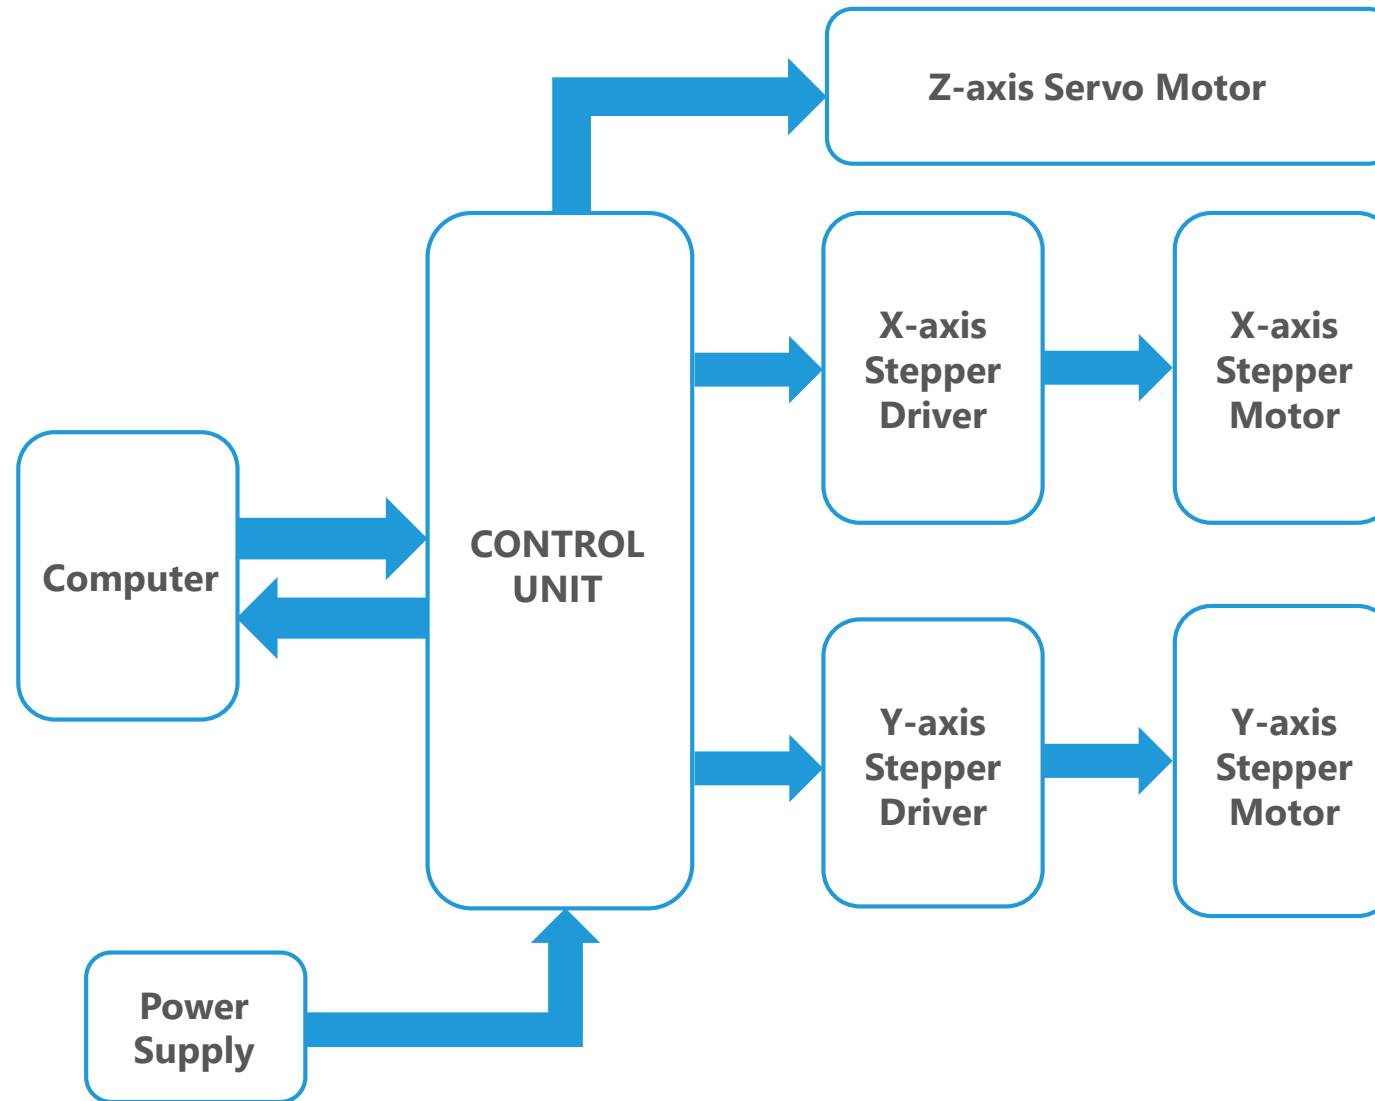 Z-axis Servo Motor
X-axis
Stepper
Driver
X-axis
Stepper
Motor
Computer
CONTROL
UNIT
Y-axis
Stepper
Driver
Y-axis
Stepper
Motor
Power
Supply